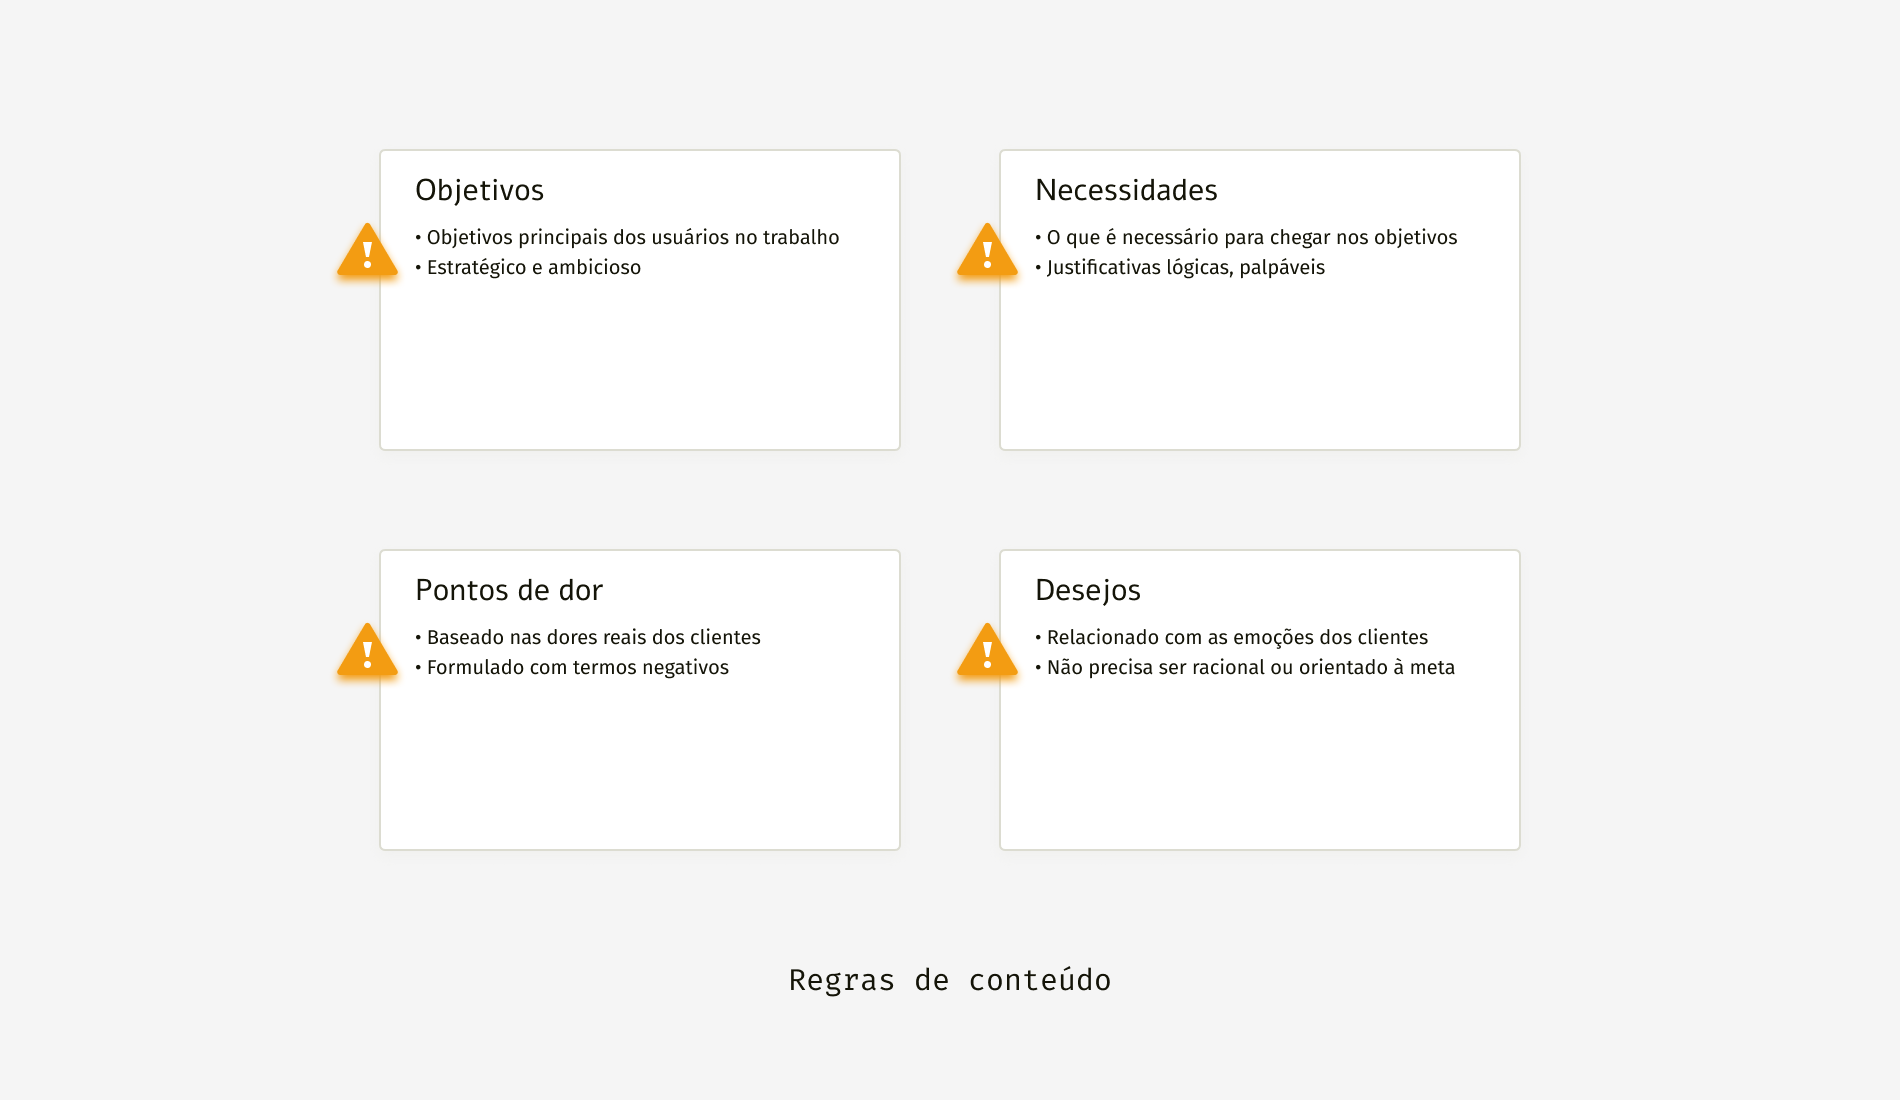 Objetivos
• Objetivos principais dos usuários no trabalho
• Estratégico e ambicioso
Necessidades
• O que é necessário para chegar nos objetivos
• Justificativas lógicas, palpáveis
Pontos de dor
• Baseado nas dores reais dos clientes
• Formulado com termos negativos
Desejos
• Relacionado com as emoções dos clientes
• Não precisa ser racional ou orientado à meta
Regras de conteúdo